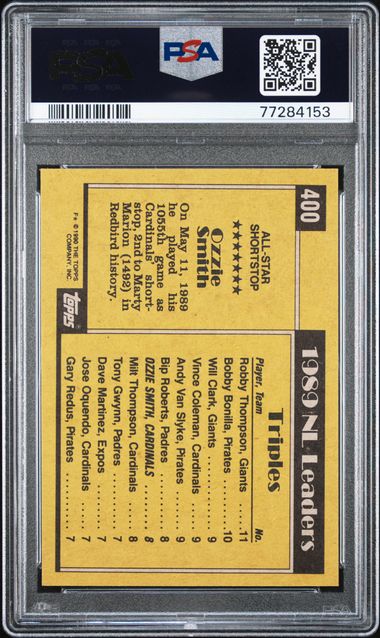 PSA
PSA
77284153
400
ALL-STAR
SHORTSTOP
★★★★★★★
Ozzie
Smith
On May 11, 1989
he played his
1055th game as
Cardinals' short-
stop, 2nd to Marty
Marion (1492) in
Redbird history.
F★ © 1990 THE TOPPS
COMPANY, INC.
Topps
1989 NL Leaders
Triples
Player, Team No.
Robby Thompson, Giants ... 11
Bobby Bonilla, Pirates ..... 10
Will Clark, Giants ........ 9
Vince Coleman, Cardinals .. 9
Andy Van Slyke, Pirates ... 9
Bip Roberts, Padres ...... 8
OZZIE SMITH, CARDINALS .... 8
Milt Thompson, Cardinals .. 8
Tony Gwynn, Padres ...... 7
Dave Martinez, Expos ..... 7
Jose Oquendo, Cardinals .. 7
Gary Redus, Pirates ...... 7